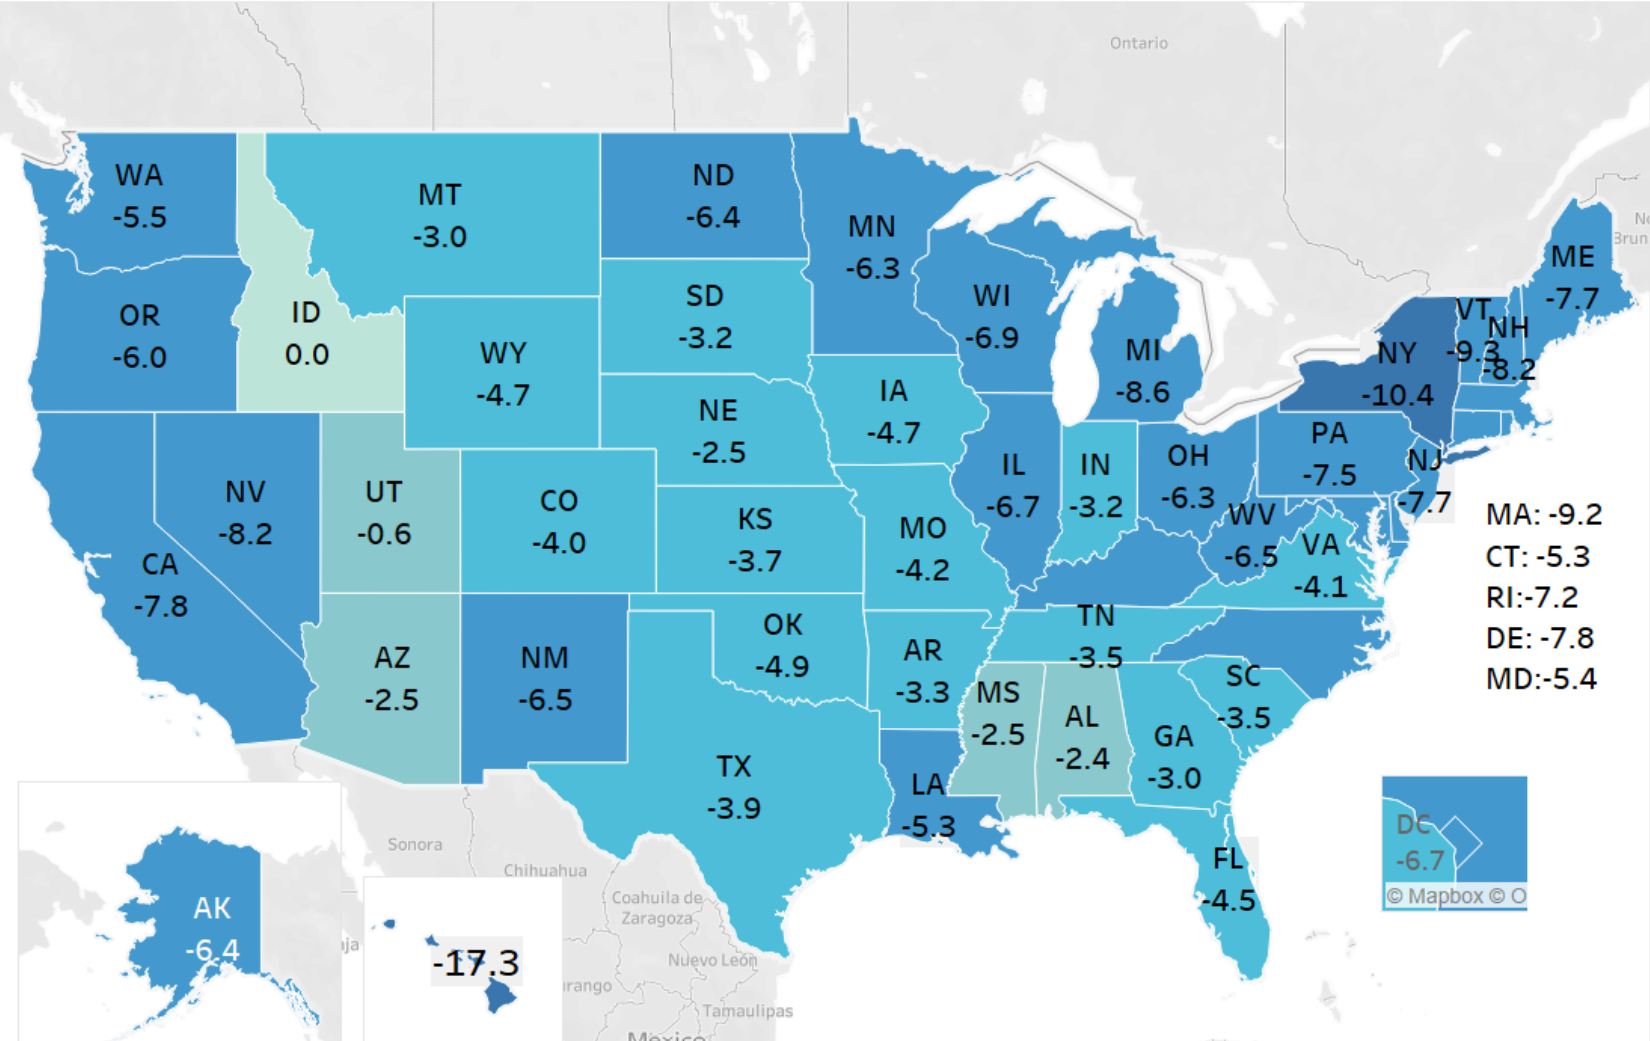 Ontario
Ne
Brun
WA
-5.5
MT
-3.0
ND
-6.4
MN
-6.3
ME
-7.7
OR
-6.0
ID
0.0
WY
-4.7
SD
-3.2
WI
-6.9
MI
-8.6
NY
-10.4
VT
-9.3
NH
-8.2
NE
-2.5
IA
-4.7
PA
-7.5
NJ
-7.7
NV
-8.2
UT
-0.6
CO
-4.0
KS
-3.7
MO
-4.2
IL
-6.7
IN
-3.2
OH
-6.3
WV
-6.5
VA
-4.1
MA: -9.2
CT: -5.3
RI:-7.2
DE: -7.8
MD:-5.4
CA
-7.8
AZ
-2.5
NM
-6.5
OK
-4.9
AR
-3.3
TN
-3.5
MS
-2.5
AL
-2.4
GA
-3.0
SC
-3.5
TX
-3.9
LA
-5.3
FL
-4.5
DC
-6.7
© Mapbox © O
Sonora
Chihuahua
Coahuila de
Zaragoza
Nuevo León
Tamaulipas
urango
aja
México
AK
-6.4
-17.3